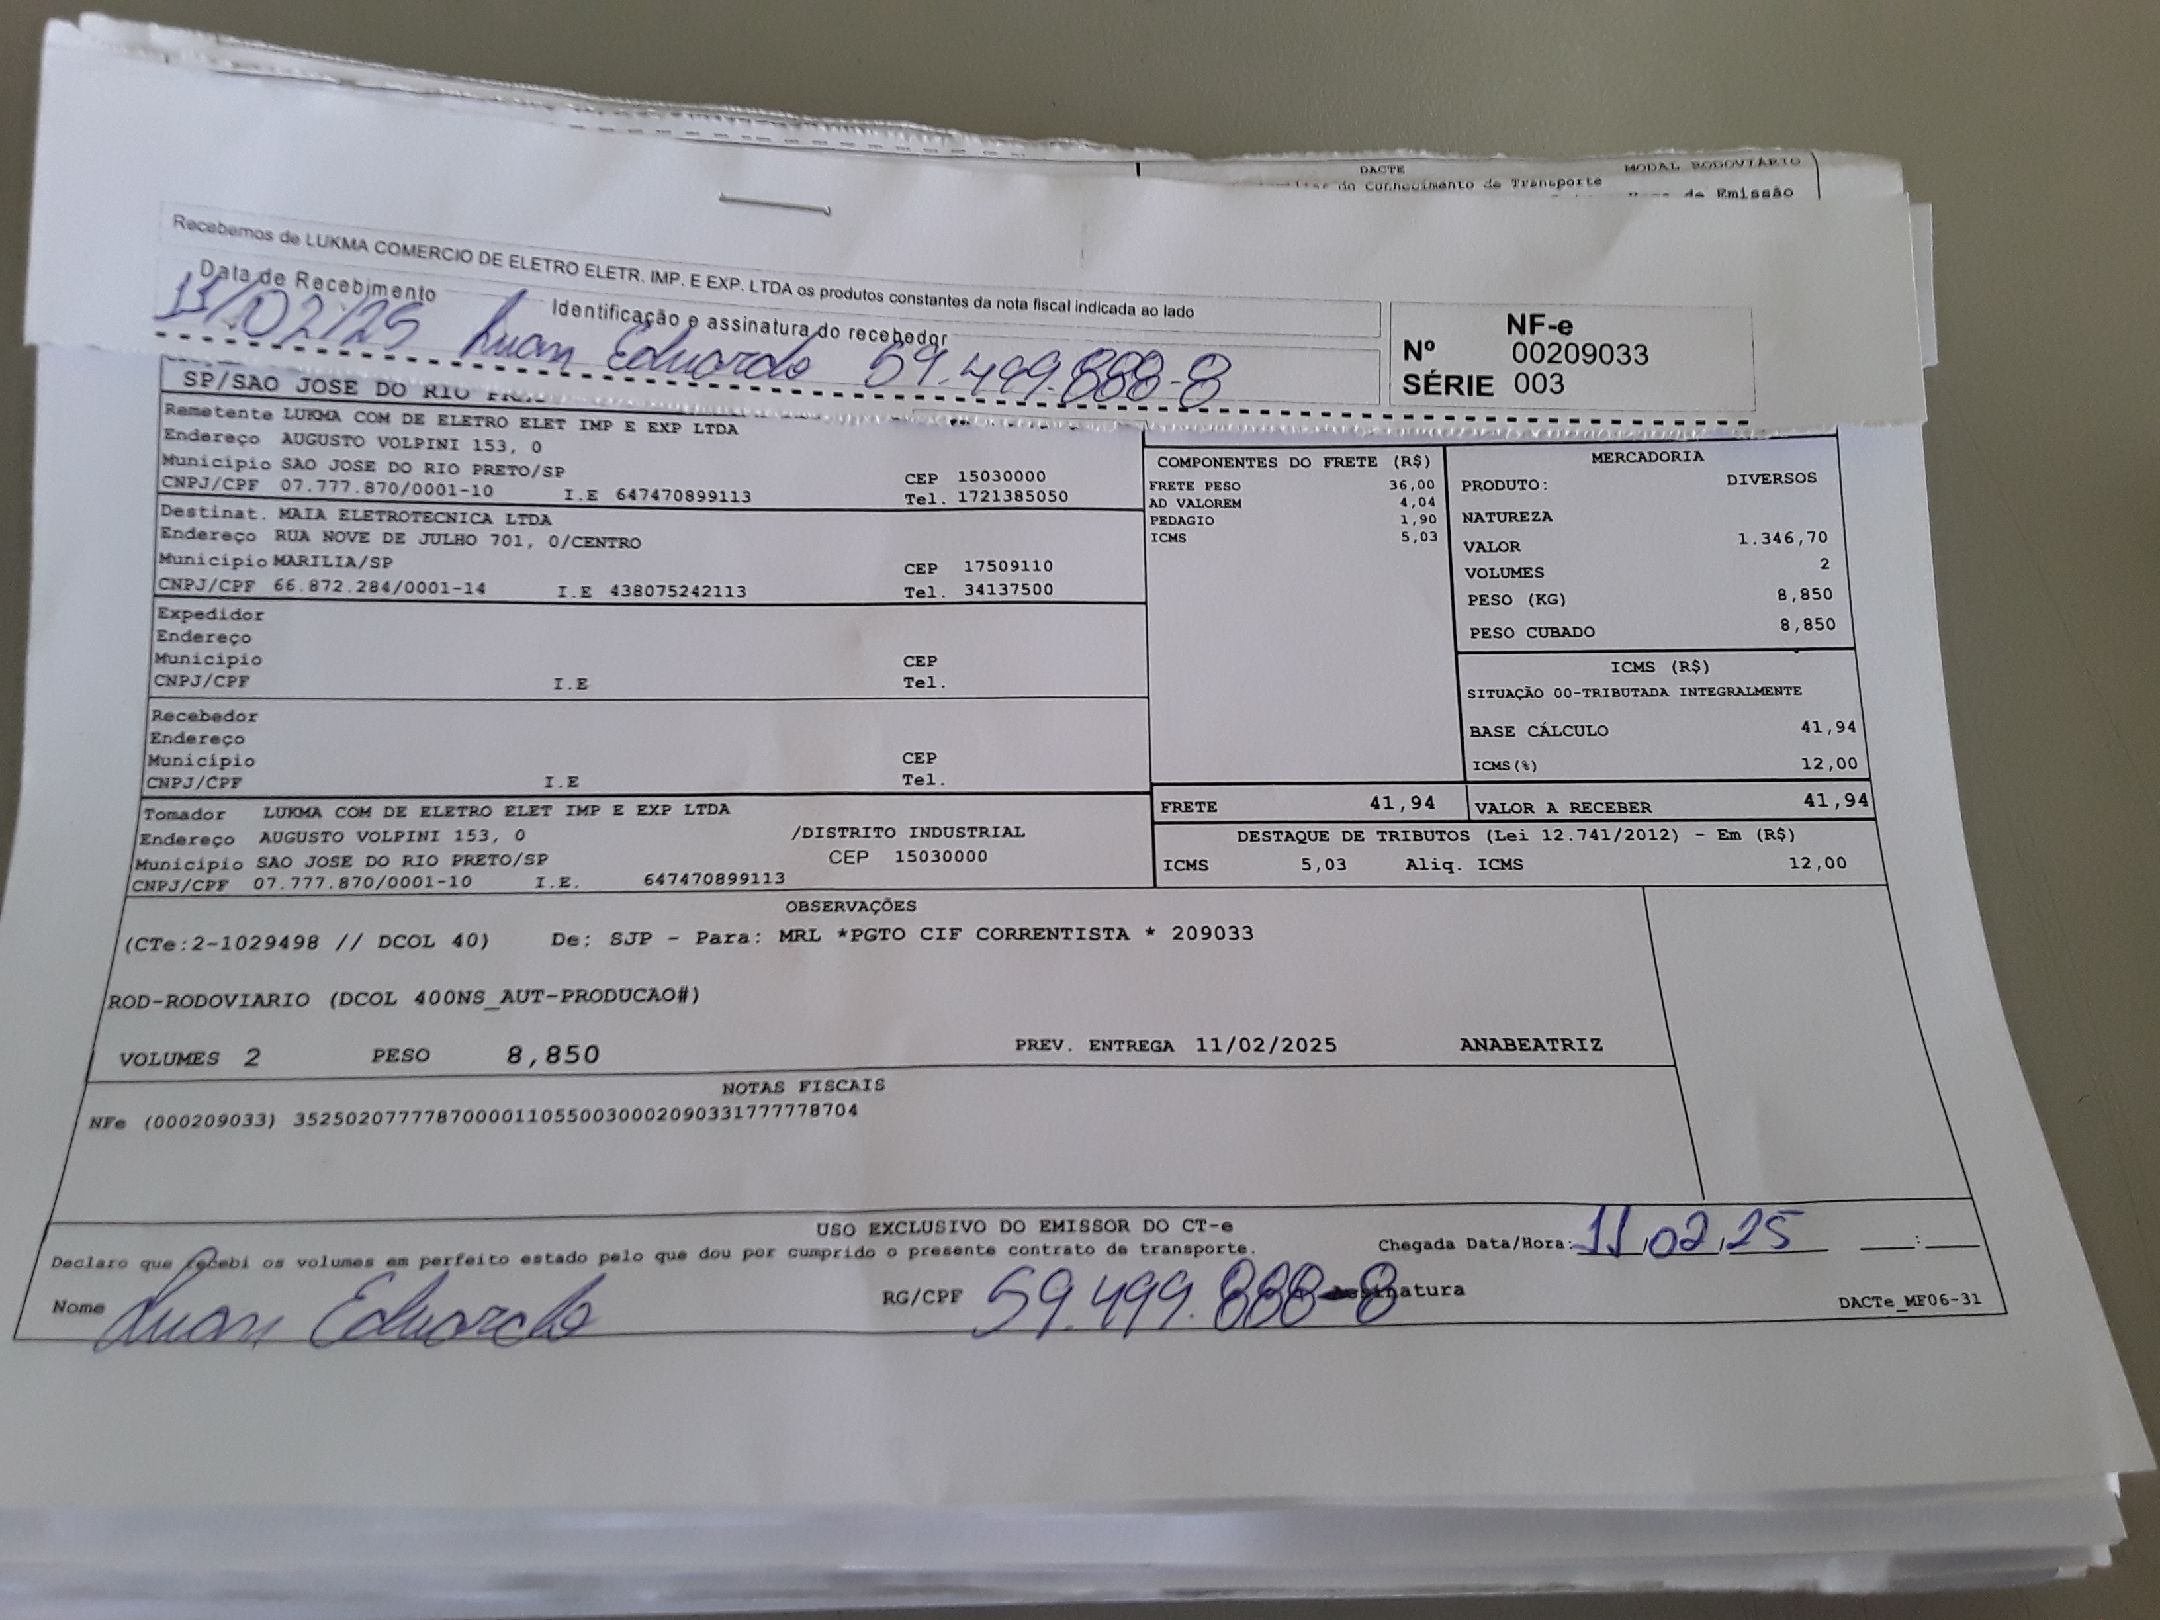 DACTE MODAL RODOVIÁRIO
do Conhecimento de Transporte
de Emissão
Recebemos de LUKMA COMERCIO DE ELETRO ELETR. IMP. E EXP. LTDA os produtos constantes da nota fiscal indicada ao lado
Data de Recebimento Identificação e assinatura do recebedor
11/02/25 Luan Eduardo 59.499.888-8
NF-e
Nº 00209033
SÉRIE 003
SP/SAO JOSE DO RIO
Remetente LUKMA COM DE ELETRO ELET IMP E EXP LTDA
Endereço AUGUSTO VOLPINI 153, 0
Município SAO JOSE DO RIO PRETO/SP CEP 15030000
CNPJ/CPF 07.777.870/0001-10 I.E 647470899113 Tel. 1721385050
Destinat. MAIA ELETROTECNICA LTDA
Endereço RUA NOVE DE JULHO 701, 0/CENTRO
Município MARILIA/SP CEP 17509110
CNPJ/CPF 66.872.284/0001-14 I.E 438075242113 Tel. 34137500
Expedidor
Endereço
Município CEP
CNPJ/CPF I.E Tel.
Recebedor
Endereço
Município CEP
CNPJ/CPF I.E Tel.
Tomador LUKMA COM DE ELETRO ELET IMP E EXP LTDA
Endereço AUGUSTO VOLPINI 153, 0 /DISTRITO INDUSTRIAL
Município SAO JOSE DO RIO PRETO/SP CEP 15030000
CNPJ/CPF 07.777.870/0001-10 I.E. 647470899113
COMPONENTES DO FRETE (R$)
FRETE PESO 36,00
AD VALOREM 4,04
PEDAGIO 1,90
ICMS 5,03
MERCADORIA
PRODUTO: DIVERSOS
NATUREZA
VALOR 1.346,70
VOLUMES 2
PESO (KG) 8,850
PESO CUBADO 8,850
ICMS (R$)
SITUAÇÃO 00-TRIBUTADA INTEGRALMENTE
BASE CÁLCULO 41,94
ICMS(%) 12,00
FRETE 41,94 VALOR A RECEBER 41,94
DESTAQUE DE TRIBUTOS (Lei 12.741/2012) - Em (R$)
ICMS 5,03 Aliq. ICMS 12,00
OBSERVAÇÕES
(CTe:2-1029498 // DCOL 40) De: SJP - Para: MRL *PGTO CIF CORRENTISTA * 209033
ROD-RODOVIARIO (DCOL 400NS_AUT-PRODUCAO#)
VOLUMES 2 PESO 8,850 PREV. ENTREGA 11/02/2025 ANABEATRIZ
NOTAS FISCAIS
NFe (000209033) 35250207777870000110550030002090331777778704
USO EXCLUSIVO DO EMISSOR DO CT-e
Declaro que recebi os volumes em perfeito estado pelo que dou por cumprido o presente contrato de transporte. Chegada Data/Hora: 11,02,25 ___:___
Nome Luan Eduardo RG/CPF 59.499.888-8 Assinatura DACTe_MF06-31